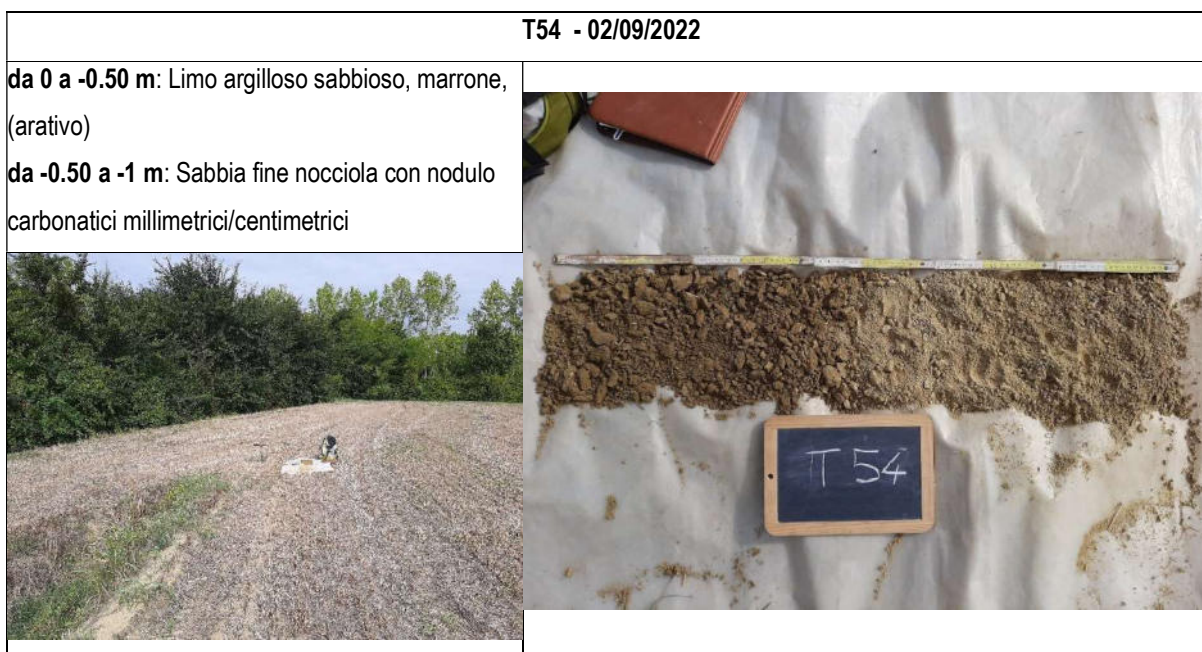 T54 - 02/09/2022
da 0 a -0.50 m: Limo argilloso sabbioso, marrone,
(arativo)
da -0.50 a -1 m: Sabbia fine nocciola con nodulo
carbonatici millimetrici/centimetrici
T 54